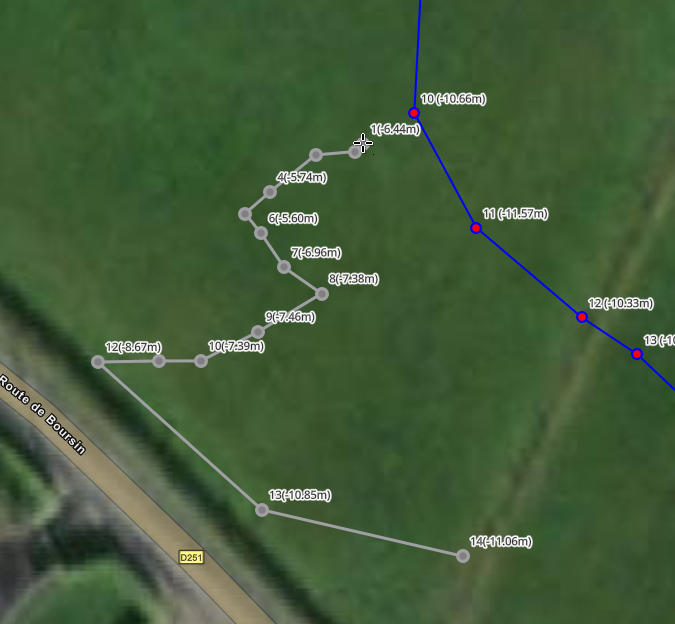 10 (-10.66m)
1(-6.44m)
4(-5.74m)
11 (-11.57m)
6(-5.60m)
7(-6.96m)
8(-7.38m)
12 (-10.33m)
9(-7.46m)
13 (-10
12(-8.67m)
10(-7.39m)
Route de Boursin
13(-10.85m)
14(-11.06m)
D251